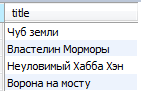 title
Чуб земли
Властелин Морморы
Неуловимый Хабба Хэн
Ворона на мосту